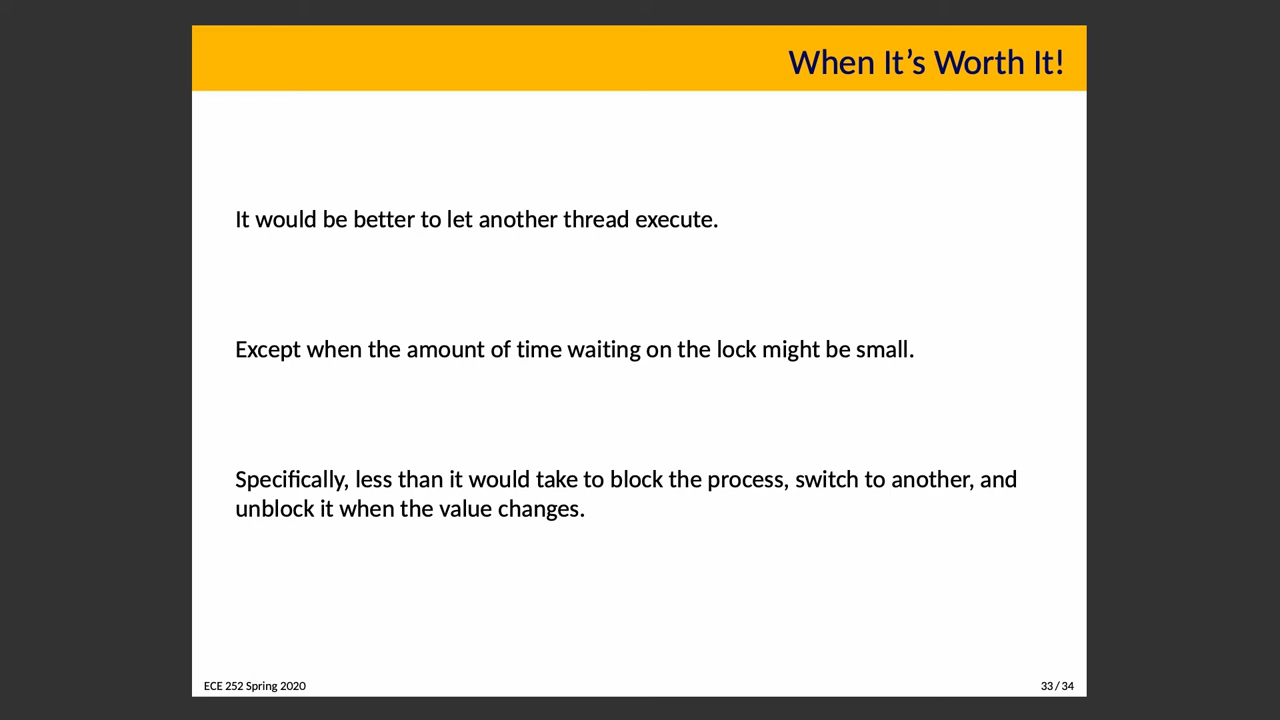 When It’s Worth It!
It would be better to let another thread execute.
Except when the amount of time waiting on the lock might be small.
Specifically, less than it would take to block the process, switch to another, and
unblock it when the value changes.
ECE 252 Spring 2020
33 / 34